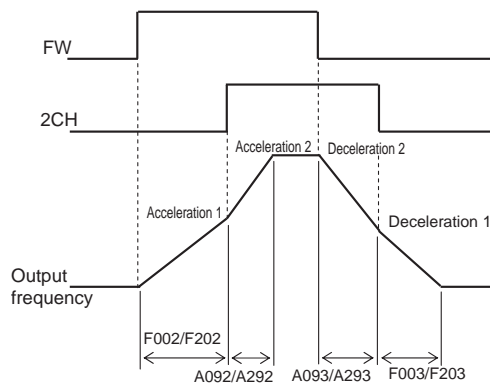 FW
2CH
Acceleration 2
Deceleration 2
Acceleration 1
Deceleration 1
Output
frequency
F002/F202
F003/F203
A092/A292
A093/A293